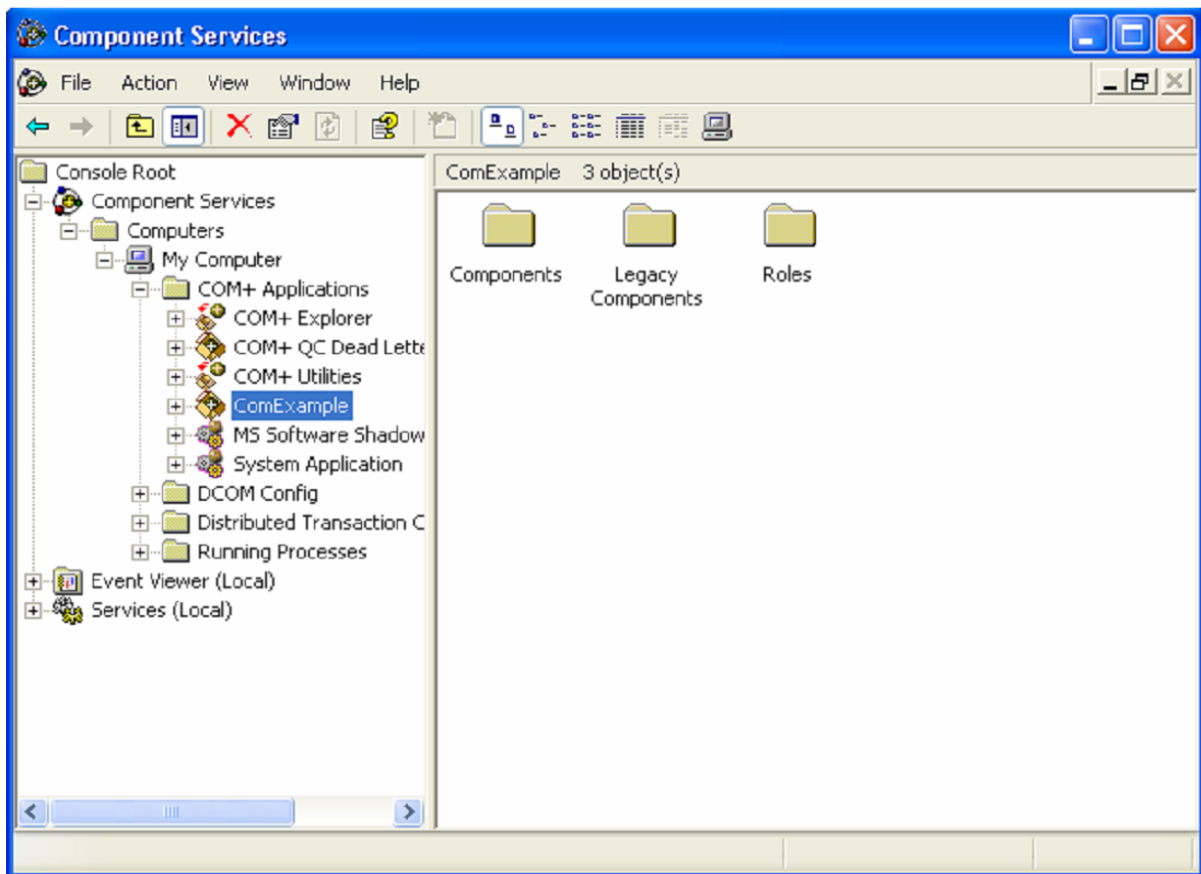 Component Services
File Action View Window Help
Console Root
Component Services
Computers
My Computer
COM+ Applications
COM+ Explorer
COM+ QC Dead Lette
COM+ Utilities
ComExample
MS Software Shadow
System Application
DCOM Config
Distributed Transaction C
Running Processes
Event Viewer (Local)
Services (Local)
ComExample 3 object(s)
Components
Legacy
Components
Roles